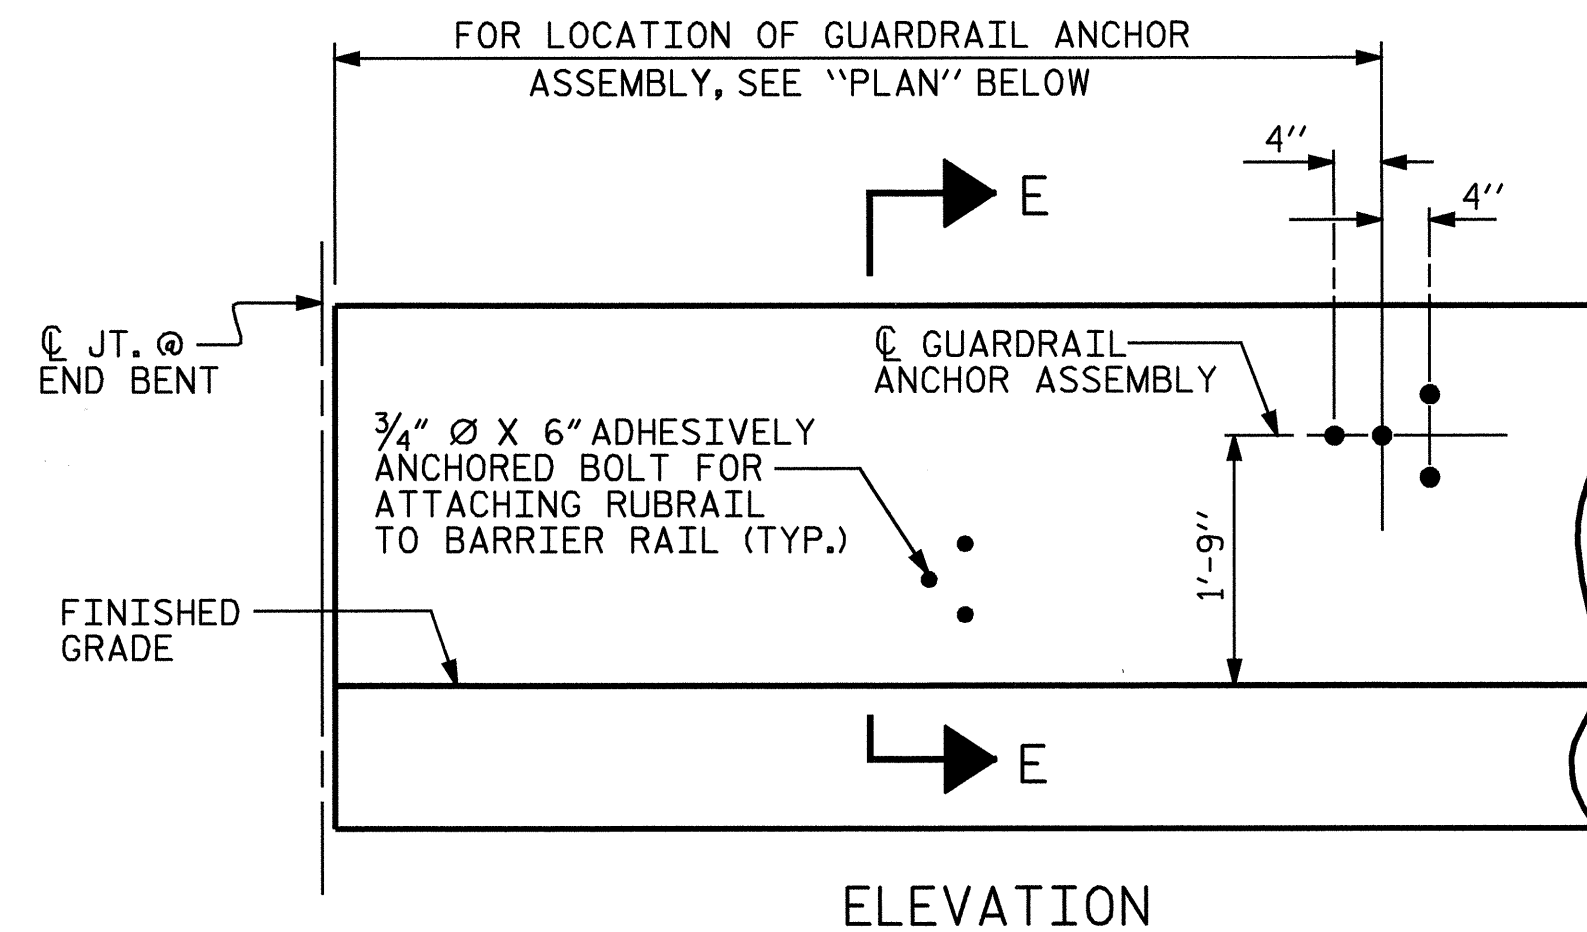 FOR LOCATION OF GUARDRAIL ANCHOR
ASSEMBLY, SEE "PLAN" BELOW
4"
4"
E
℄ JT. @
END BENT
℄ GUARDRAIL
ANCHOR ASSEMBLY
3/4" Ø X 6" ADHESIVELY
ANCHORED BOLT FOR
ATTACHING RUBRAIL
TO BARRIER RAIL (TYP.)
1'-9"
FINISHED
GRADE
E
ELEVATION